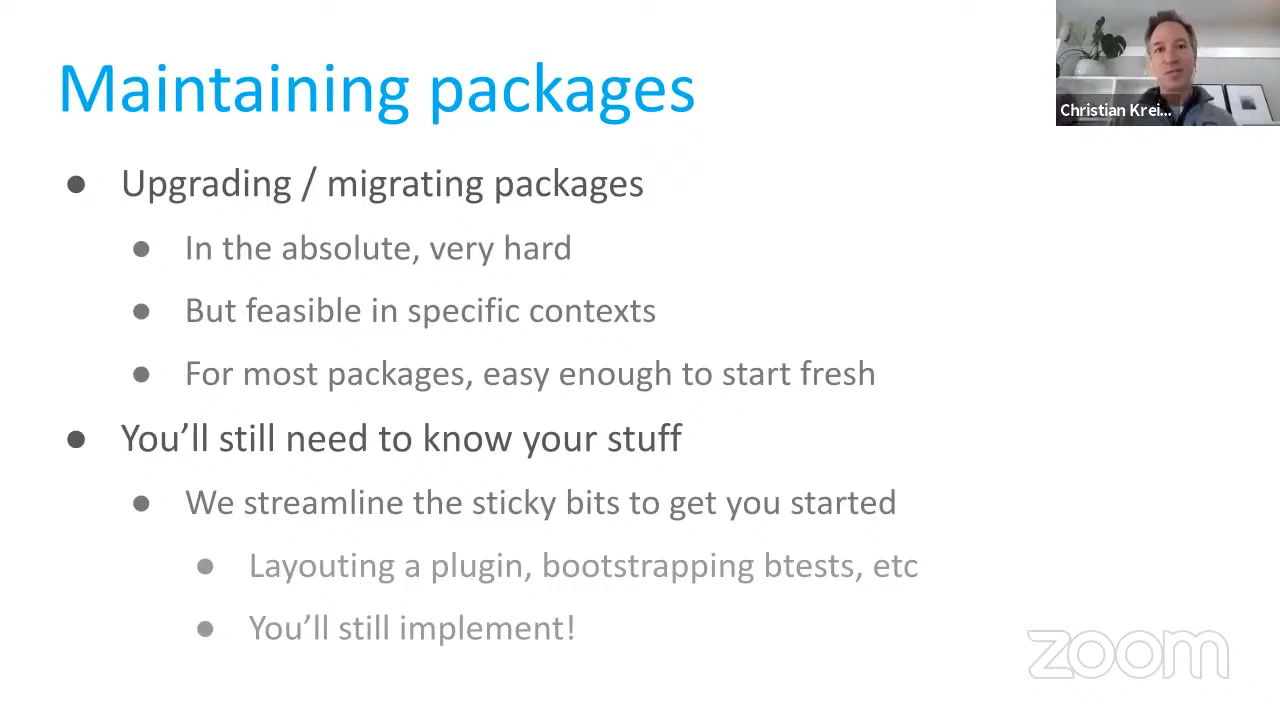 Maintaining packages
Christian Krei...
● Upgrading / migrating packages
● In the absolute, very hard
● But feasible in specific contexts
● For most packages, easy enough to start fresh
● You’ll still need to know your stuff
● We streamline the sticky bits to get you started
● Layouting a plugin, bootstrapping btests, etc
● You’ll still implement!
zoom